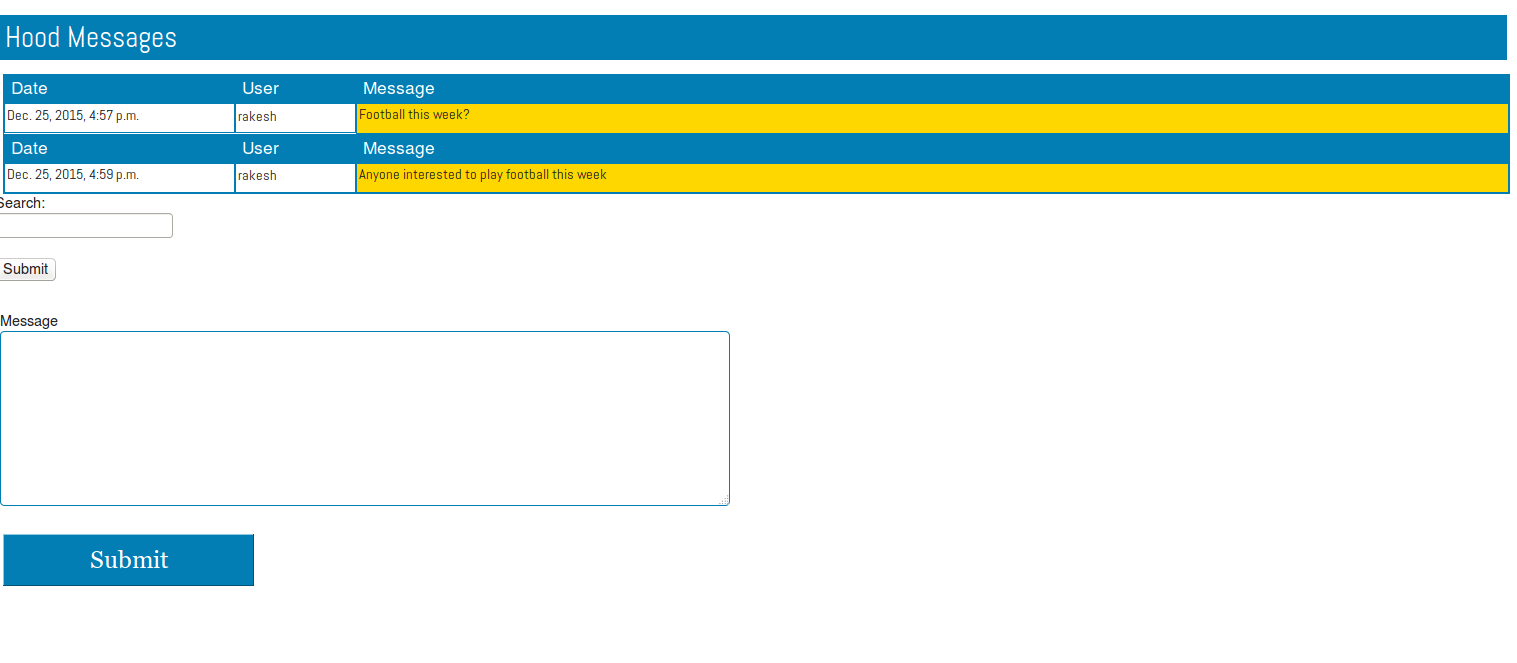 Hood Messages
Date User Message
Dec. 25, 2015, 4:57 p.m. rakesh Football this week?
Date User Message
Dec. 25, 2015, 4:59 p.m. rakesh Anyone interested to play football this week
Search:
Submit
Message
Submit